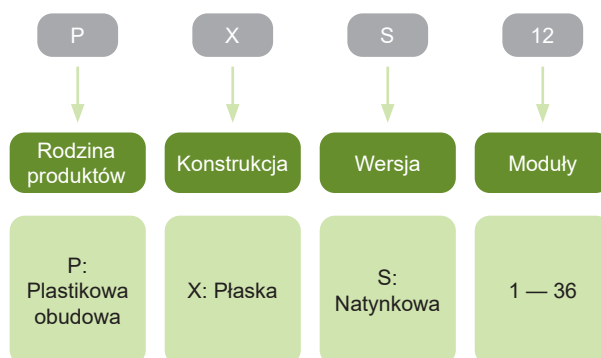 P
X
S
12
Rodzina
produktów
Konstrukcja
Wersja
Moduły
P:
Plastikowa
obudowa
X: Płaska
S:
Natynkowa
1 — 36